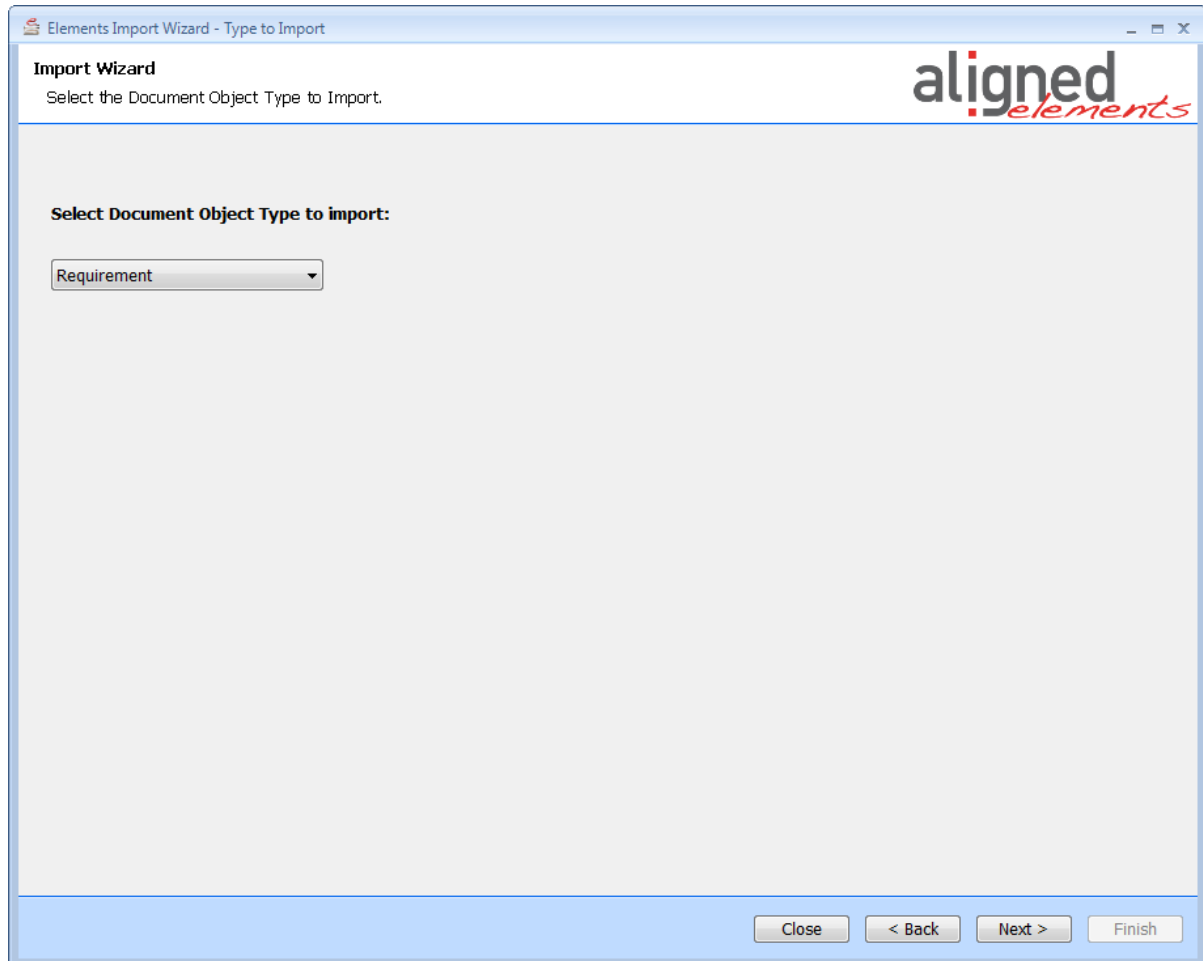 Elements Import Wizard - Type to Import
Import Wizard
Select the Document Object Type to Import.
aligned
elements
Select Document Object Type to import:
Requirement
Close
< Back
Next >
Finish